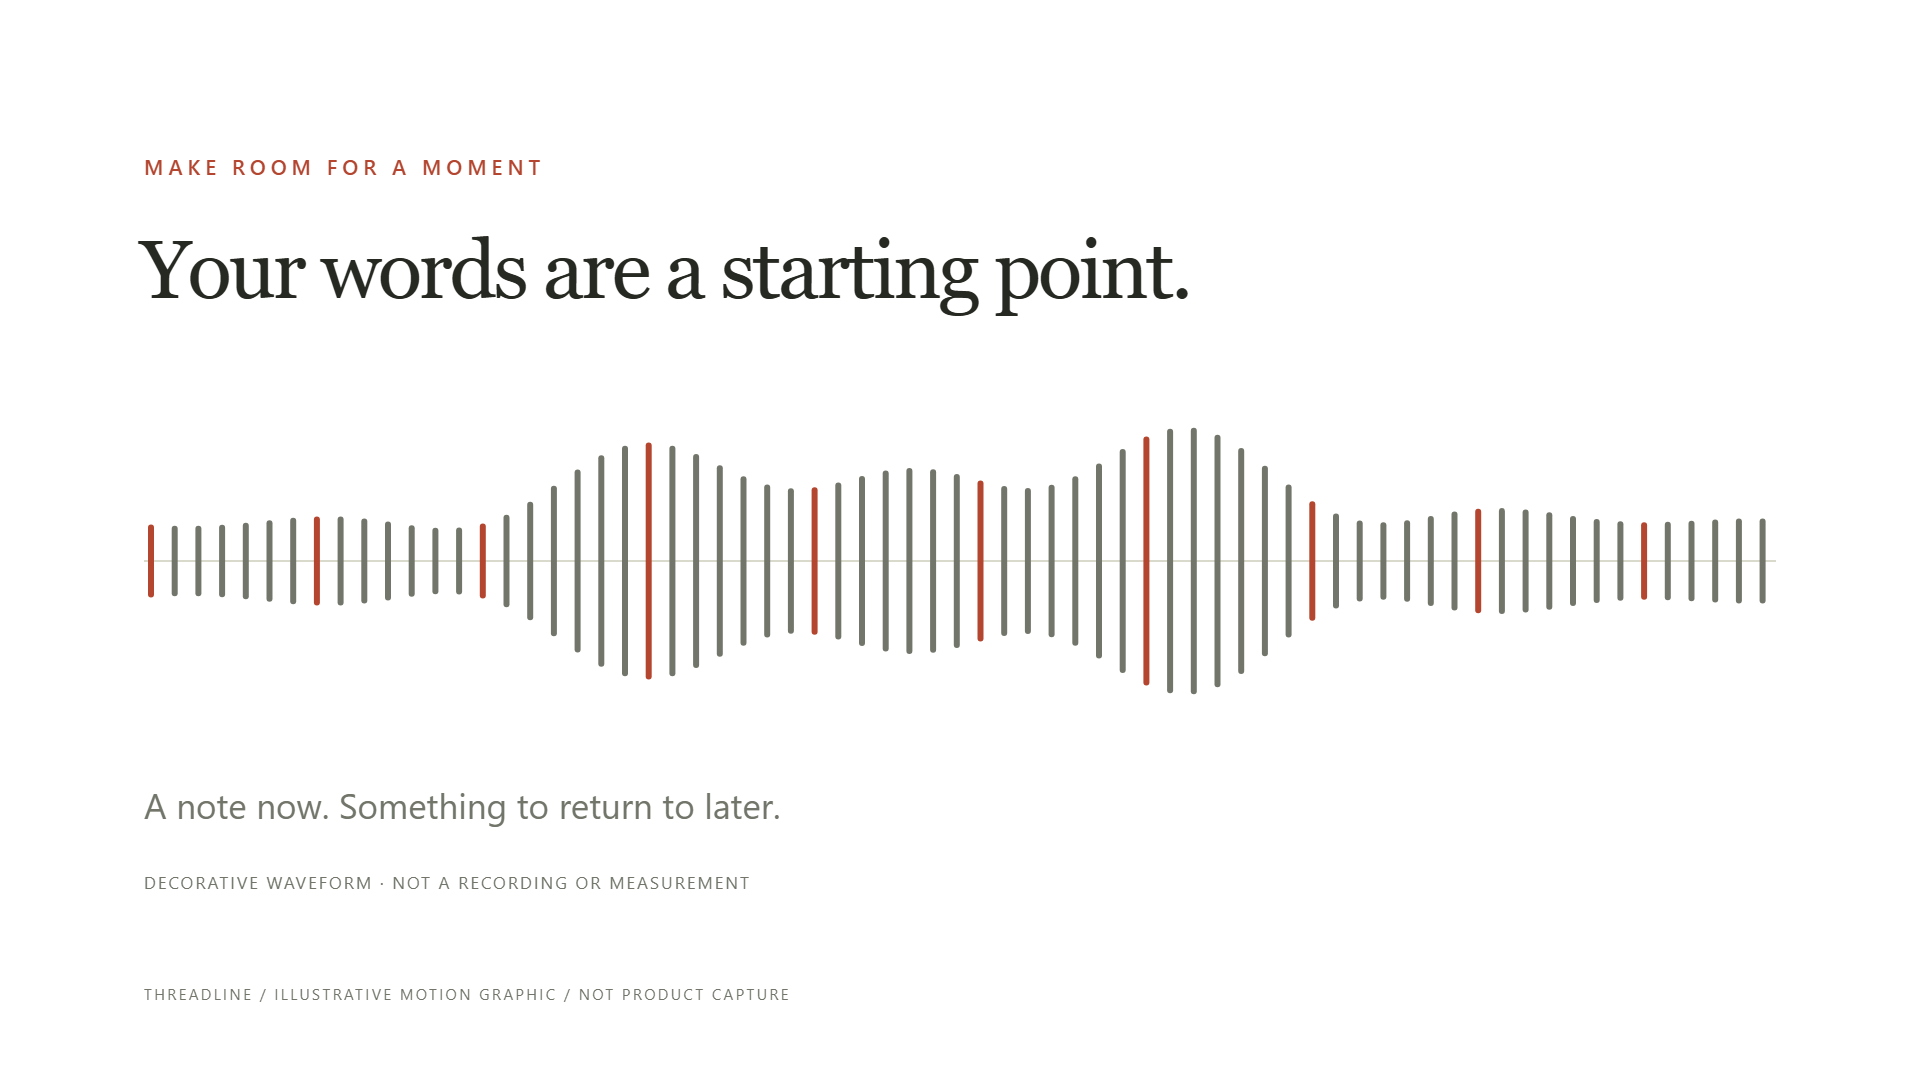 MAKE ROOM FOR A MOMENT
Your words are a starting point.
A note now. Something to return to later.
DECORATIVE WAVEFORM · NOT A RECORDING OR MEASUREMENT
THREADLINE / ILLUSTRATIVE MOTION GRAPHIC / NOT PRODUCT CAPTURE